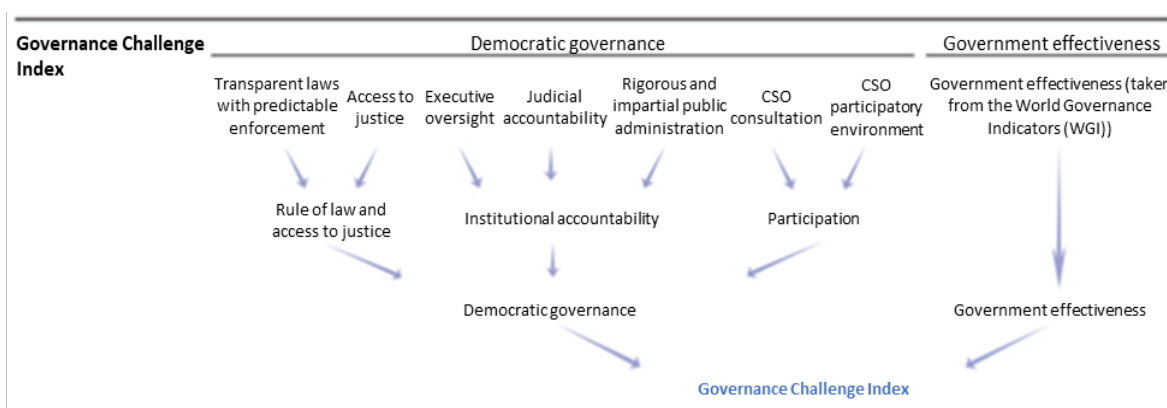 Governance Challenge
Index
Democratic governance
Government effectiveness
Transparent laws
with predictable
enforcement
Access to
justice
Executive
oversight
Judicial
accountability
Rigorous and
impartial public
administration
CSO
consultation
CSO
participatory
environment
Government effectiveness (taken
from the World Governance
Indicators (WGI))
Rule of law and
access to justice
Institutional accountability
Participation
Democratic governance
Government effectiveness
Governance Challenge Index